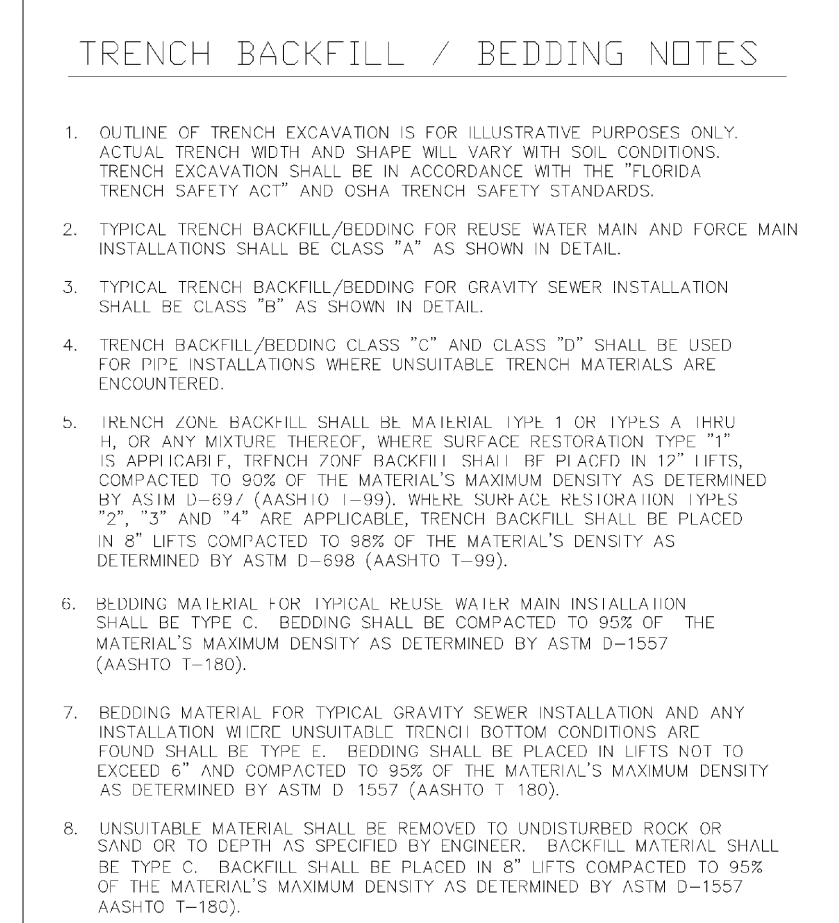 TRENCH BACKFILL / BEDDING NOTES
1. OUTLINE OF TRENCH EXCAVATION IS FOR ILLUSTRATIVE PURPOSES ONLY.
ACTUAL TRENCH WIDTH AND SHAPE WILL VARY WITH SOIL CONDITIONS.
TRENCH EXCAVATION SHALL BE IN ACCORDANCE WITH THE "FLORIDA
TRENCH SAFETY ACT" AND OSHA TRENCH SAFETY STANDARDS.
2. TYPICAL TRENCH BACKFILL/BEDDING FOR REUSE WATER MAIN AND FORCE MAIN
INSTALLATIONS SHALL BE CLASS "A" AS SHOWN IN DETAIL.
3. TYPICAL TRENCH BACKFILL/BEDDING FOR GRAVITY SEWER INSTALLATION
SHALL BE CLASS "B" AS SHOWN IN DETAIL.
4. TRENCH BACKFILL/BEDDING CLASS "C" AND CLASS "D" SHALL BE USED
FOR PIPE INSTALLATIONS WHERE UNSUITABLE TRENCH MATERIALS ARE
ENCOUNTERED.
5. TRENCH ZONE BACKFILL SHALL BE MATERIAL TYPE 1 OR TYPES A THRU
H, OR ANY MIXTURE THEREOF, WHERE SURFACE RESTORATION TYPE "1"
IS APPLICABLE, TRENCH ZONE BACKFILL SHALL BE PLACED IN 12" LIFTS,
COMPACTED TO 90% OF THE MATERIAL'S MAXIMUM DENSITY AS DETERMINED
BY ASTM D-697 (AASHTO T-99). WHERE SURFACE RESTORATION TYPES
"2", "3" AND "4" ARE APPLICABLE, TRENCH BACKFILL SHALL BE PLACED
IN 8" LIFTS COMPACTED TO 98% OF THE MATERIAL'S DENSITY AS
DETERMINED BY ASTM D-698 (AASHTO T-99).
6. BEDDING MATERIAL FOR TYPICAL REUSE WATER MAIN INSTALLATION
SHALL BE TYPE C. BEDDING SHALL BE COMPACTED TO 95% OF THE
MATERIAL'S MAXIMUM DENSITY AS DETERMINED BY ASTM D-1557
(AASHTO T-180).
7. BEDDING MATERIAL FOR TYPICAL GRAVITY SEWER INSTALLATION AND ANY
INSTALLATION WHERE UNSUITABLE TRENCH BOTTOM CONDITIONS ARE
FOUND SHALL BE TYPE E. BEDDING SHALL BE PLACED IN LIFTS NOT TO
EXCEED 6" AND COMPACTED TO 95% OF THE MATERIAL'S MAXIMUM DENSITY
AS DETERMINED BY ASTM D 1557 (AASHTO T 180).
8. UNSUITABLE MATERIAL SHALL BE REMOVED TO UNDISTURBED ROCK OR
SAND OR TO DEPTH AS SPECIFIED BY ENGINEER. BACKFILL MATERIAL SHALL
BE TYPE C. BACKFILL SHALL BE PLACED IN 8" LIFTS COMPACTED TO 95%
OF THE MATERIAL'S MAXIMUM DENSITY AS DETERMINED BY ASTM D-1557
AASHTO T-180).